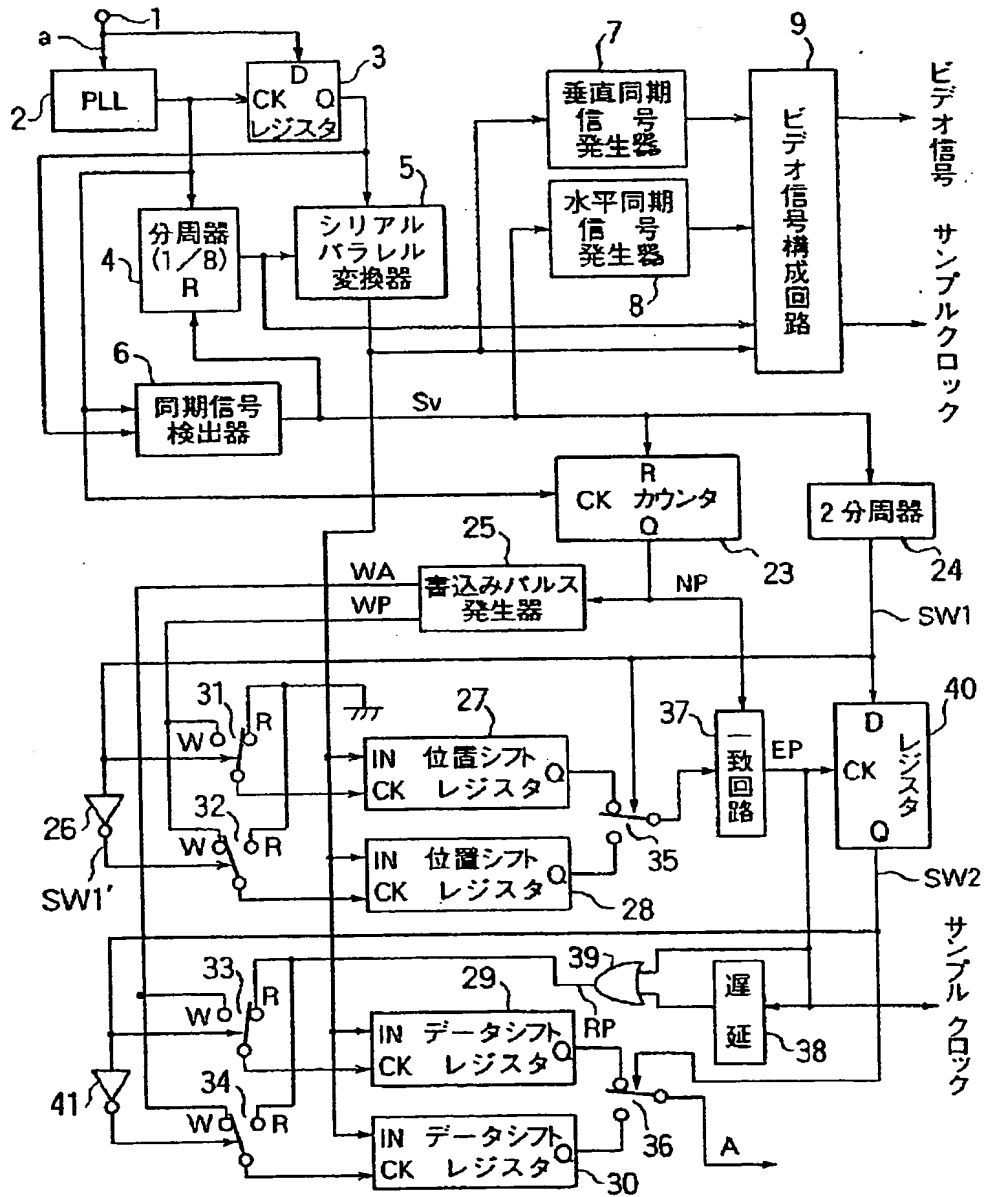 1
a
PLL
2
D
CK Q
レジスタ
3
分周器
(1/8)
R
4
シリアル
パラレル
変換器
5
同期信号
検出器
6
垂直同期
信号
発生器
7
水平同期
信号
発生器
8
ビデオ信号構成回路
9
ビデオ信号
サンプルクロック
Sv
R
CK カウンタ
Q
23
2分周器
24
SW1
書込みパルス
発生器
25
WA
WP
NP
31
W
R
26
SW1'
32
W
R
IN 位置シフト
CK レジスタ
Q
27
IN 位置シフト
CK レジスタ
Q
28
35
一致回路
37
EP
D
CK
Q
レジスタ
40
SW2
サンプルクロック
33
W
R
41
34
W
R
39
RP
遅延
38
IN データシフト
CK レジスタ
Q
29
IN データシフト
CK レジスタ
Q
30
36
A